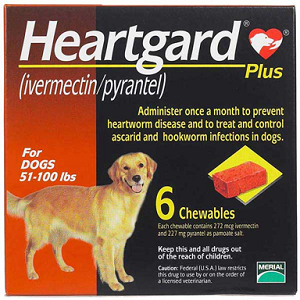 Heartgard®
Plus
(ivermectin/pyrantel)
Administer once a month to prevent
heartworm disease and to treat and control
ascarid and hookworm infections in dogs.
For
DOGS
51-100 lbs
6 Chewables
Each chewable contains 272 mcg ivermectin
and 227 mg pyrantel as pamoate salt.
Keep this and all drugs out
of the reach of children.
Caution: Federal (U.S.A.) law restricts
this drug to use by or on the order of
a licensed veterinarian.
MERIAL